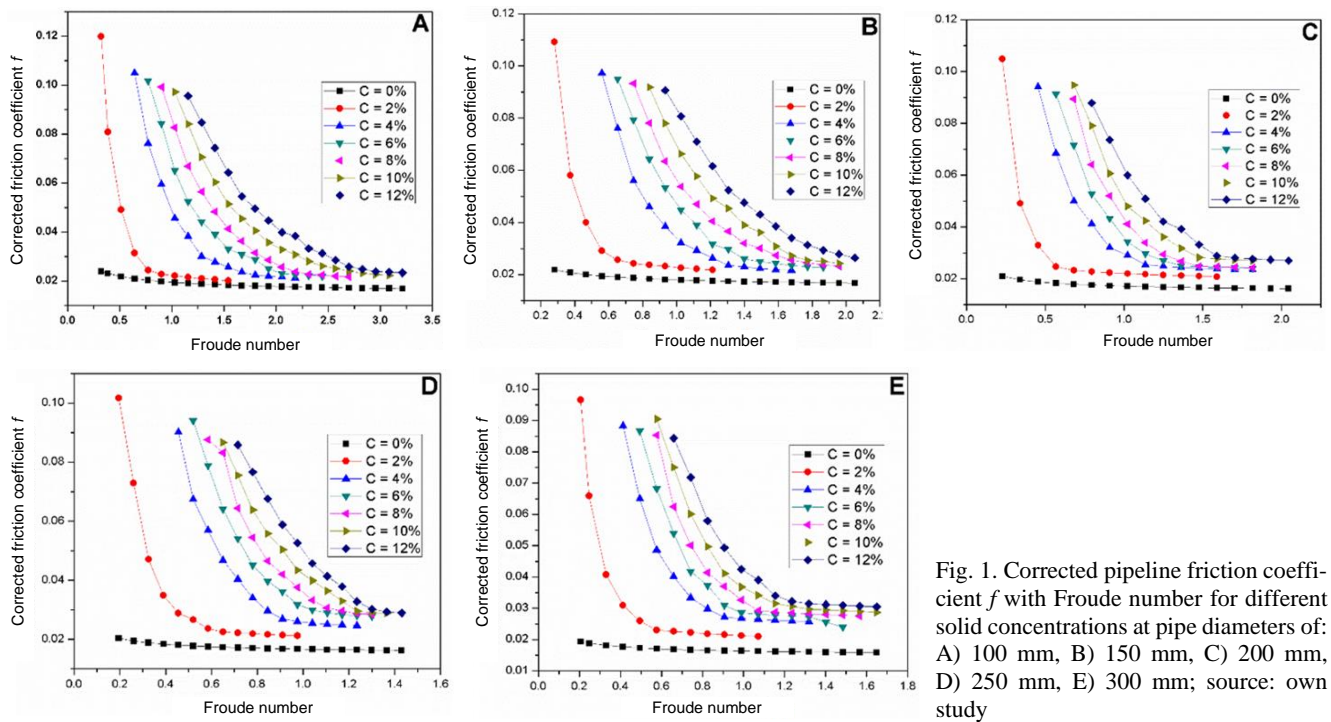 A
Corrected friction coefficient f
0.12
0.10
0.08
0.06
0.04
0.02
0.0 0.5 1.0 1.5 2.0 2.5 3.0 3.5
Froude number
C = 0%
C = 2%
C = 4%
C = 6%
C = 8%
C = 10%
C = 12%
B
Corrected friction coefficient f
0.12
0.10
0.08
0.06
0.04
0.02
0.2 0.4 0.6 0.8 1.0 1.2 1.4 1.6 1.8 2.0 2.2
Froude number
C = 0%
C = 2%
C = 4%
C = 6%
C = 8%
C = 10%
C = 12%
C
Corrected friction coefficient f
0.12
0.10
0.08
0.06
0.04
0.02
0.0 0.5 1.0 1.5 2.0
Froude number
C = 0%
C = 2%
C = 4%
C = 6%
C = 8%
C = 10%
C = 12%
D
Corrected friction coefficient f
0.10
0.08
0.06
0.04
0.02
0.0 0.2 0.4 0.6 0.8 1.0 1.2 1.4 1.6
Froude number
C = 0%
C = 2%
C = 4%
C = 6%
C = 8%
C = 10%
C = 12%
E
Corrected friction coefficient f
0.10
0.09
0.08
0.07
0.06
0.05
0.04
0.03
0.02
0.01
0.0 0.2 0.4 0.6 0.8 1.0 1.2 1.4 1.6 1.8
Froude number
C = 0%
C = 2%
C = 4%
C = 6%
C = 8%
C = 10%
C = 12%
Fig. 1. Corrected pipeline friction coeffi-
cient f with Froude number for different
solid concentrations at pipe diameters of:
A) 100 mm, B) 150 mm, C) 200 mm,
D) 250 mm, E) 300 mm; source: own
study